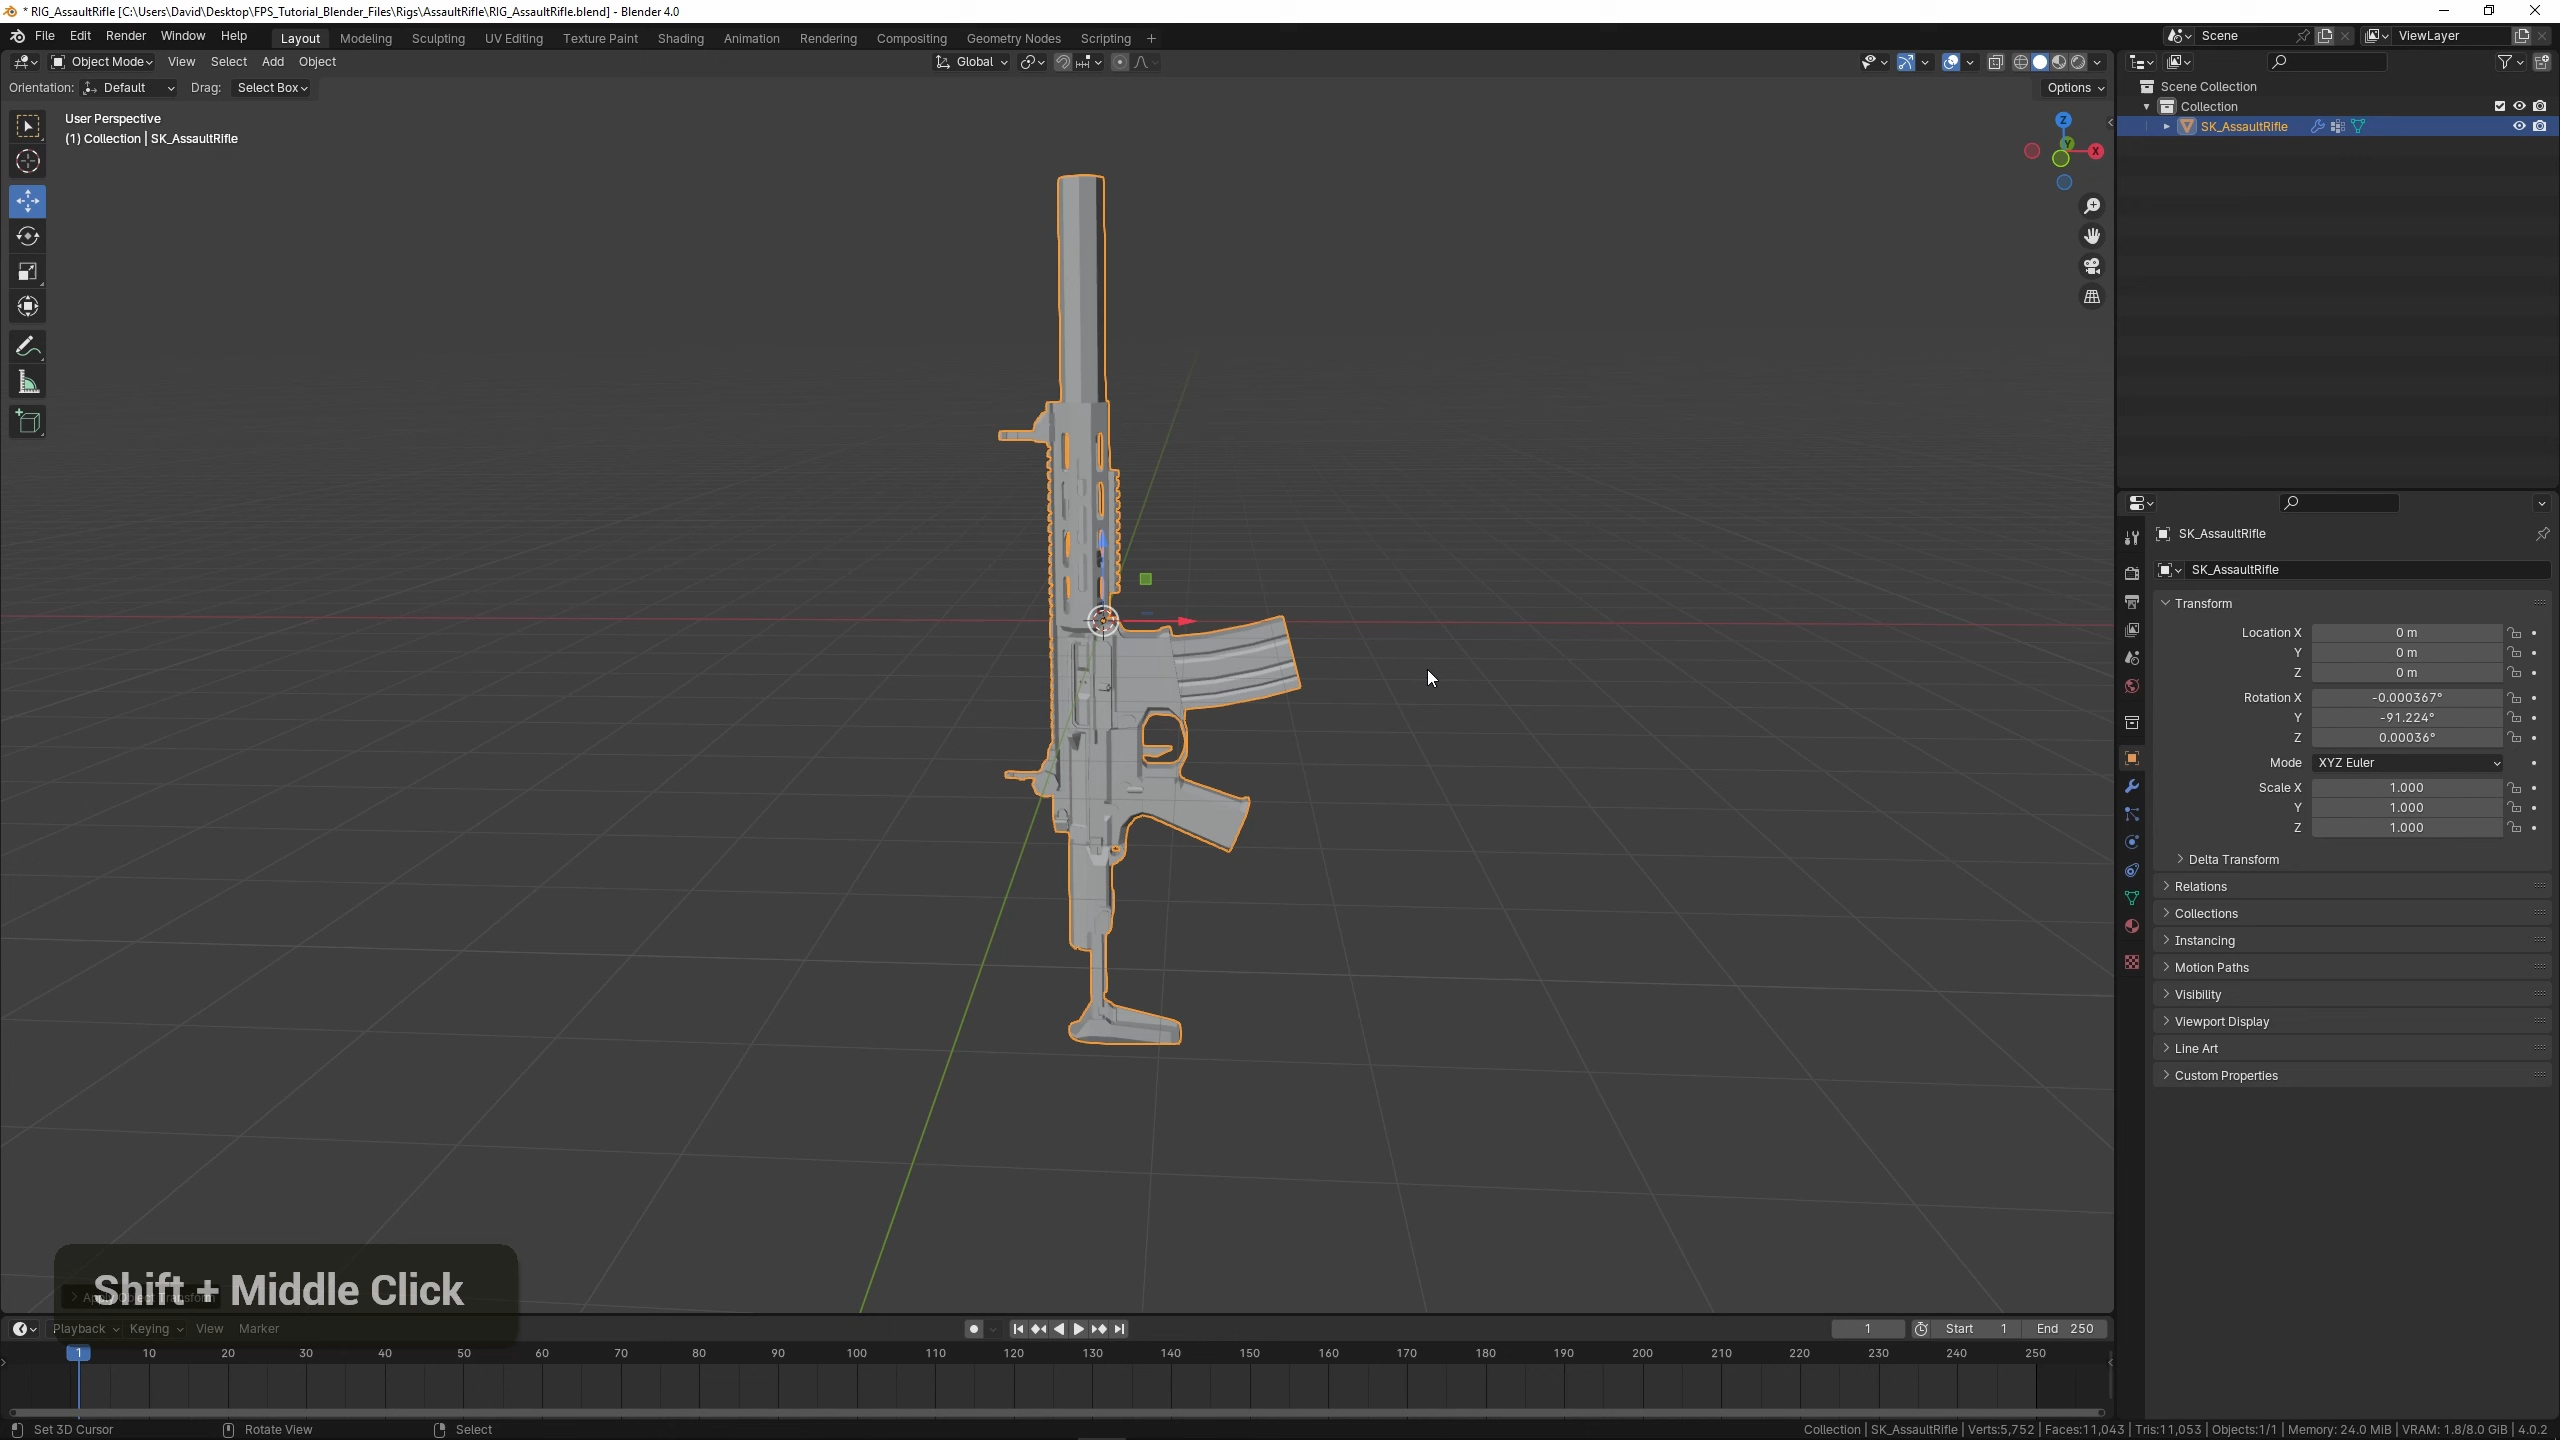 * RIG_AssaultRifle [C:\Users\David\Desktop\FPS_Tutorial_Blender_Files\Rigs\AssaultRifle\RIG_AssaultRifle.blend] - Blender 4.0
File Edit Render Window Help Layout Modeling Sculpting UV Editing Texture Paint Shading Animation Rendering Compositing Geometry Nodes Scripting + Scene ViewLayer
Object Mode View Select Add Object Global
Orientation: Default Drag: Select Box Options
User Perspective
(1) Collection | SK_AssaultRifle
Z
Y
X
Scene Collection
Collection
SK_AssaultRifle
SK_AssaultRifle
SK_AssaultRifle
Transform
Location X 0 m
Y 0 m
Z 0 m
Rotation X -0.000367°
Y -91.224°
Z 0.00036°
Mode XYZ Euler
Scale X 1.000
Y 1.000
Z 1.000
Delta Transform
Relations
Collections
Instancing
Motion Paths
Visibility
Viewport Display
Line Art
Custom Properties
Shift + Middle Click
Apply Object Transform
Playback Keying View Marker 1 Start 1 End 250
1 10 20 30 40 50 60 70 80 90 100 110 120 130 140 150 160 170 180 190 200 210 220 230 240 250
Set 3D Cursor Rotate View Select Collection | SK_AssaultRifle | Verts:5,752 | Faces:11,043 | Tris:11,053 | Objects:1/1 | Memory: 24.0 MiB | VRAM: 1.8/8.0 GiB | 4.0.2